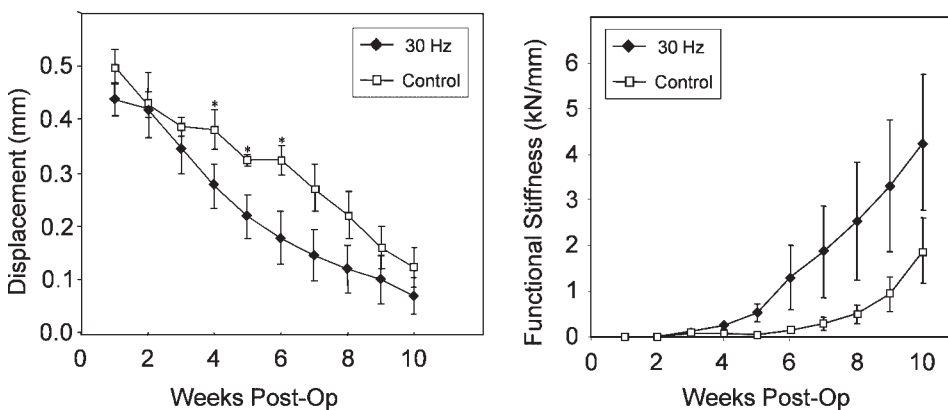 Displacement (mm)
0.5
0.4
0.3
0.2
0.1
0.0
30 Hz
Control
*
*
*
0 2 4 6 8 10
Weeks Post-Op
Functional Stiffness (kN/mm)
6
5
4
3
2
1
0
30 Hz
Control
0 2 4 6 8 10
Weeks Post-Op